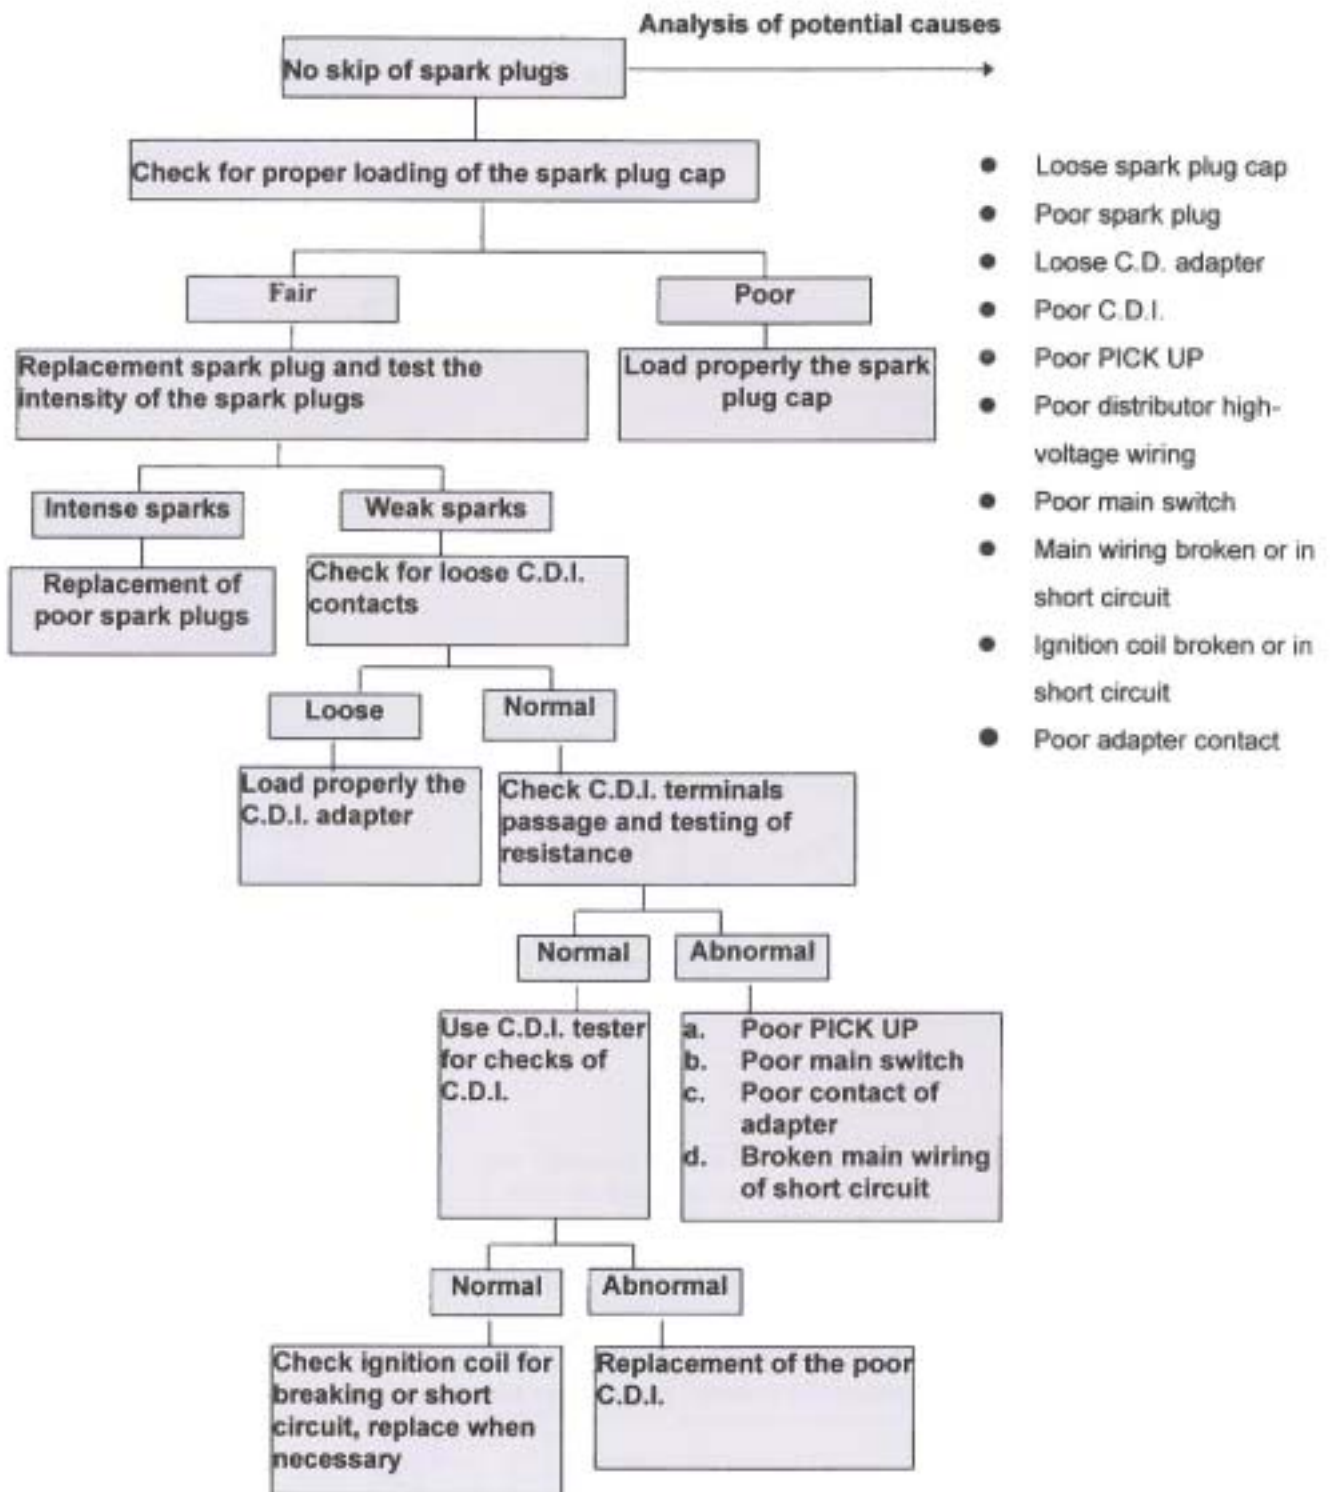 Analysis of potential causes
No skip of spark plugs
Check for proper loading of the spark plug cap
Fair
Poor
Replacement spark plug and test the
intensity of the spark plugs
Load properly the spark
plug cap
Intense sparks
Weak sparks
Replacement of
poor spark plugs
Check for loose C.D.I.
contacts
Loose
Normal
Load properly the
C.D.I. adapter
Check C.D.I. terminals
passage and testing of
resistance
Normal
Abnormal
Use C.D.I. tester
for checks of
C.D.I.
a. Poor PICK UP
b. Poor main switch
c. Poor contact of
adapter
d. Broken main wiring
of short circuit
Normal
Abnormal
Check ignition coil for
breaking or short
circuit, replace when
necessary
Replacement of the poor
C.D.I.
● Loose spark plug cap
● Poor spark plug
● Loose C.D. adapter
● Poor C.D.I.
● Poor PICK UP
● Poor distributor high-
voltage wiring
● Poor main switch
● Main wiring broken or in
short circuit
● Ignition coil broken or in
short circuit
● Poor adapter contact